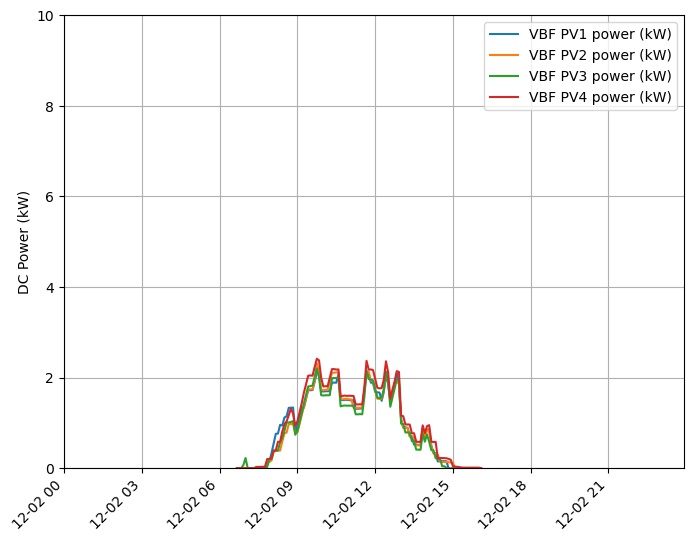 VBF PV1 power (kW)
VBF PV2 power (kW)
VBF PV3 power (kW)
VBF PV4 power (kW)
DC Power (kW)
10
8
6
4
2
0
12-02 00
12-02 03
12-02 06
12-02 09
12-02 12
12-02 15
12-02 18
12-02 21